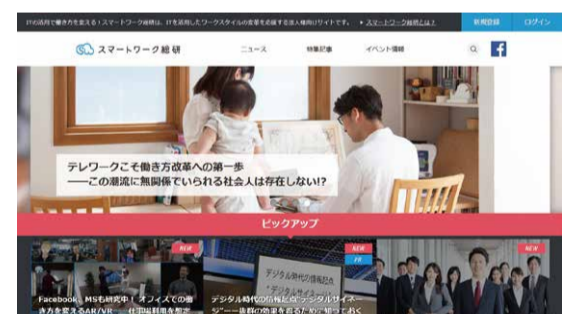 ITの活用で働き方を変える！スマートワーク総研は、ITを活用したワークスタイルの変革を応援する法人様向けサイトです。
スマートワーク総研とは？
新規登録
ログイン
スマートワーク総研
ニュース
特集記事
イベント情報
テレワークこそ働き方改革への第一歩
――この潮流に無関係でいられる社会人は存在しない!?
ピックアップ
NEW
NEW
PR
NEW
デジタル時代の情報起点
Facebook、MSも研究中！ オフィスでの働
き方を変えるAR/VR
デジタル時代の情報起点"デジタルサイネー
ジ"――抜群の効果を得るために知っておく